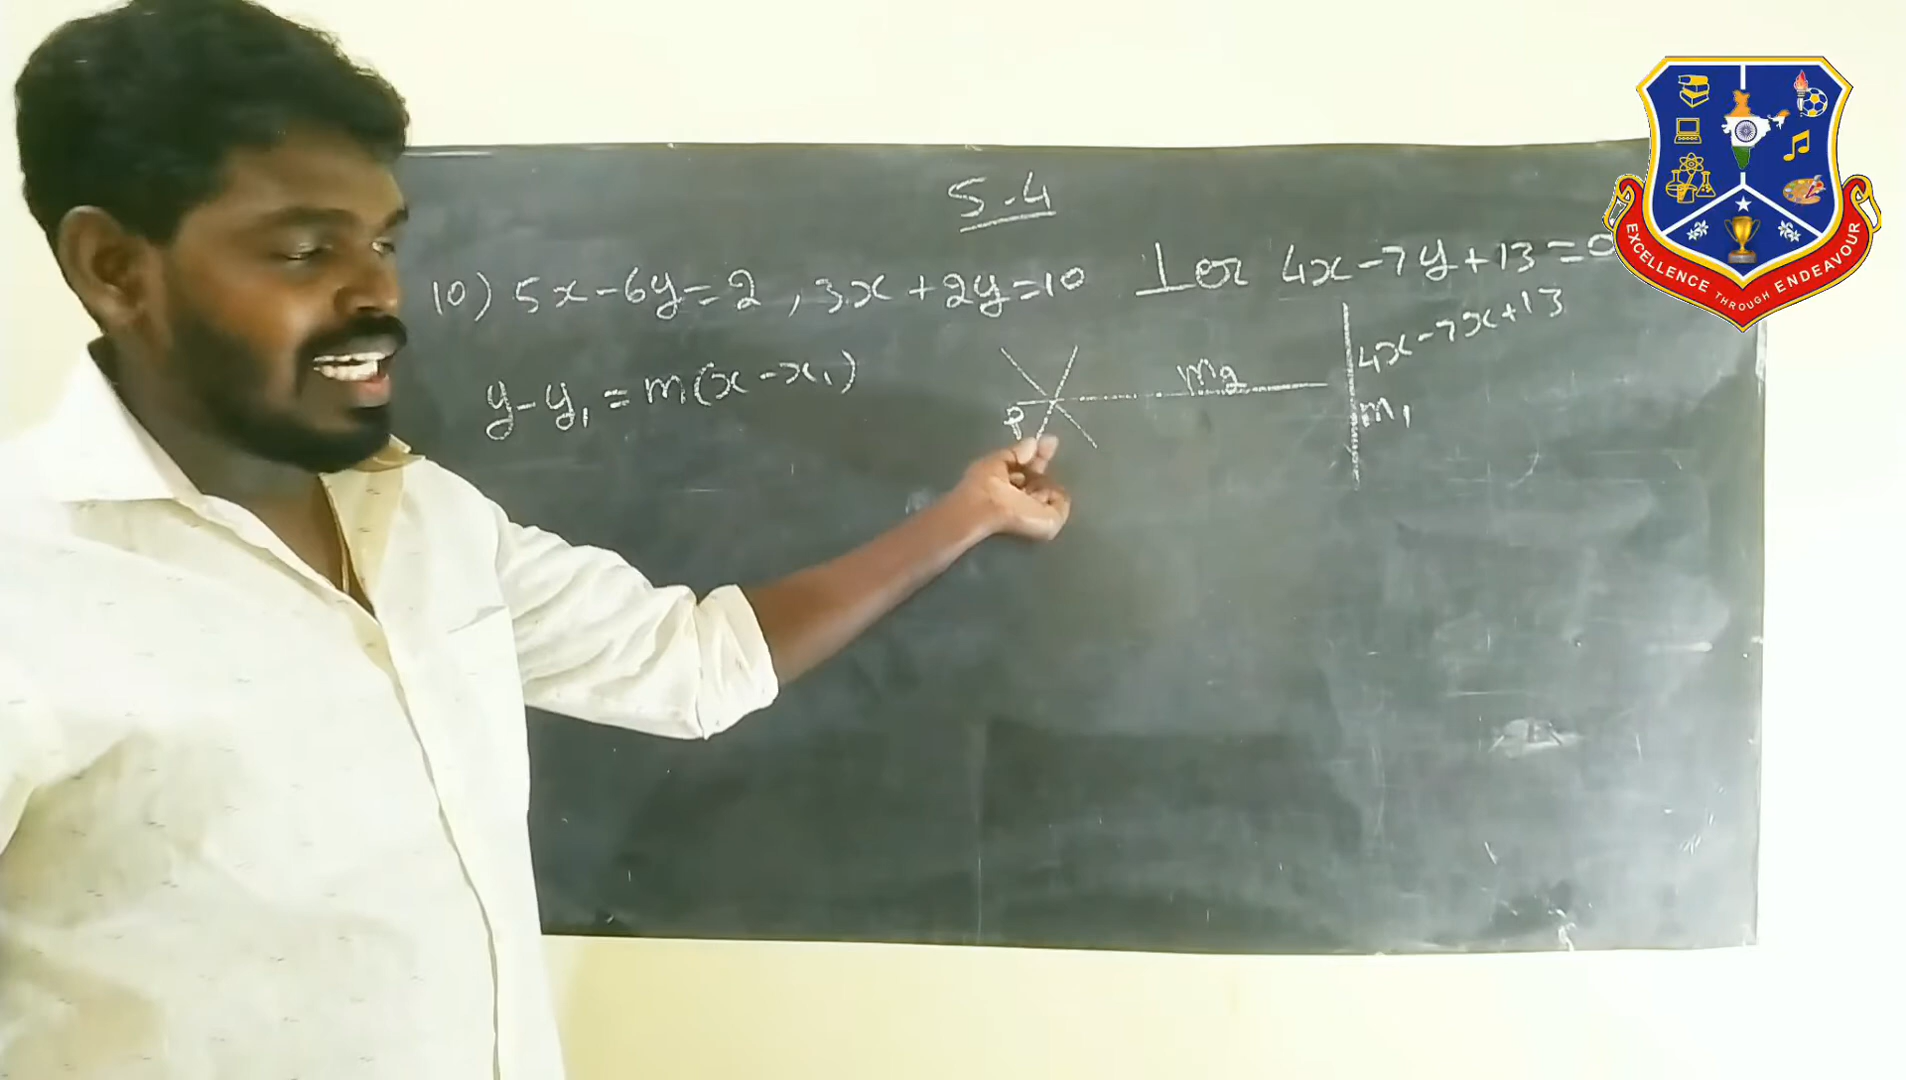 5.4
10) 5x-6y=2, 3x+2y=10 ⊥er 4x-7y+13=0
y-y₁=m(x-x₁)
P
m₂
4x-7x+13
m₁
EXCELLENCE THROUGH ENDEAVOUR